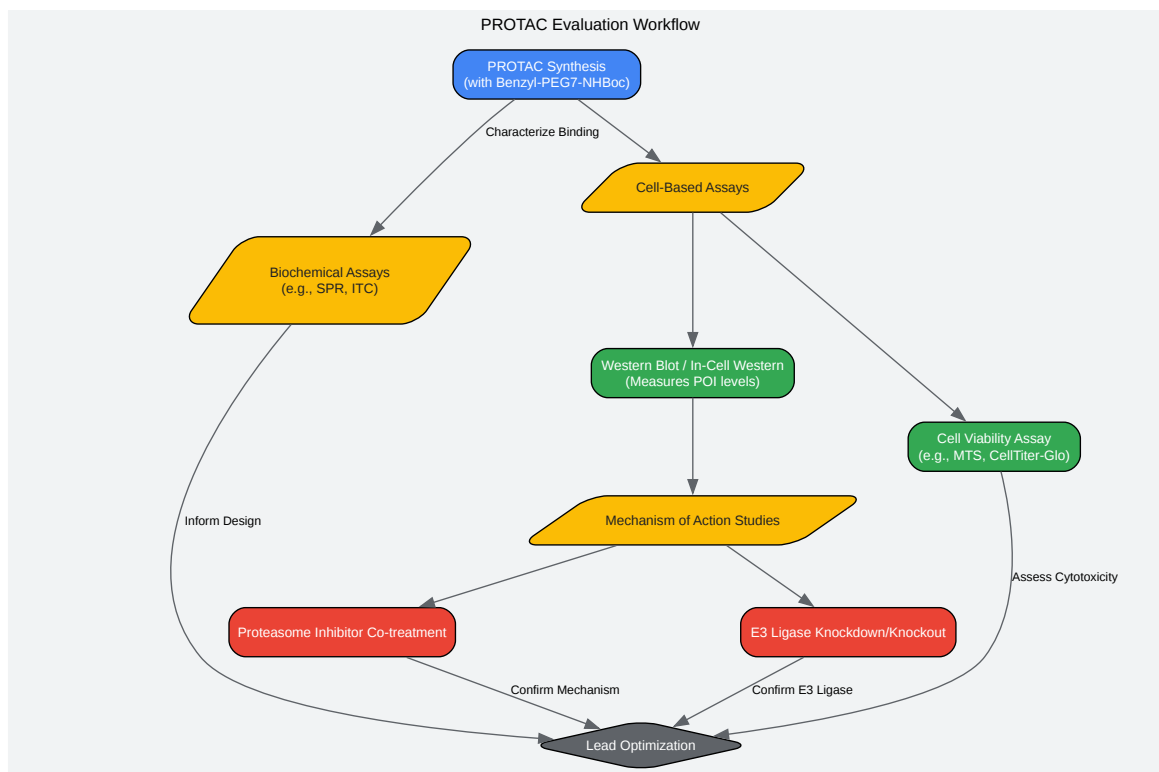 PROTAC Evaluation Workflow
PROTAC Synthesis
(with Benzyl-PEG7-NHBoc)
Characterize Binding
Cell-Based Assays
Biochemical Assays
(e.g., SPR, ITC)
Western Blot / In-Cell Western
(Measures POI levels)
Cell Viability Assay
(e.g., MTS, CellTiter-Glo)
Inform Design
Mechanism of Action Studies
Assess Cytotoxicity
Proteasome Inhibitor Co-treatment
E3 Ligase Knockdown/Knockout
Confirm Mechanism
Confirm E3 Ligase
Lead Optimization